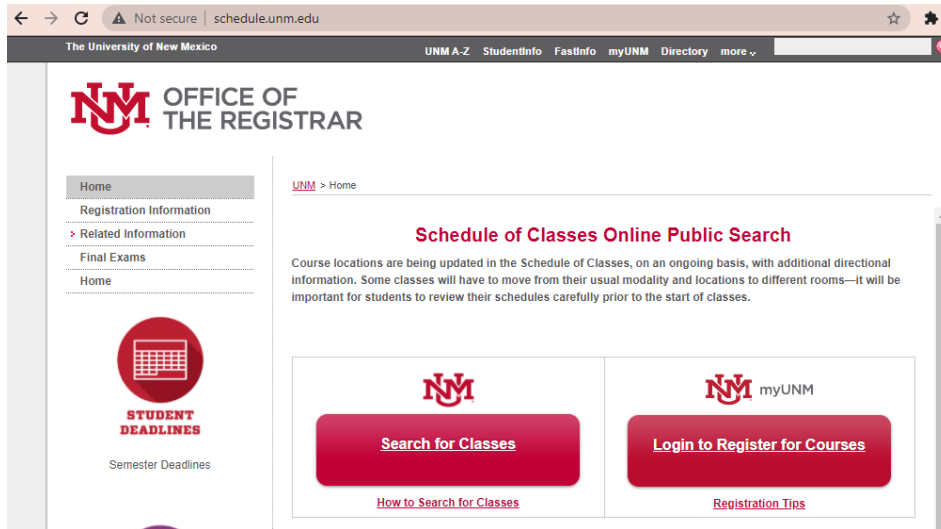 Not secure | schedule.unm.edu
The University of New Mexico
UNM A-Z StudentInfo FastInfo myUNM Directory more
UNM OFFICE OF
THE REGISTRAR
Home
Registration Information
Related Information
Final Exams
Home
STUDENT
DEADLINES
Semester Deadlines
UNM > Home
Schedule of Classes Online Public Search
Course locations are being updated in the Schedule of Classes, on an ongoing basis, with additional directional
information. Some classes will have to move from their usual modality and locations to different rooms—it will be
important for students to review their schedules carefully prior to the start of classes.
UNM
Search for Classes
How to Search for Classes
UNM myUNM
Login to Register for Courses
Registration Tips